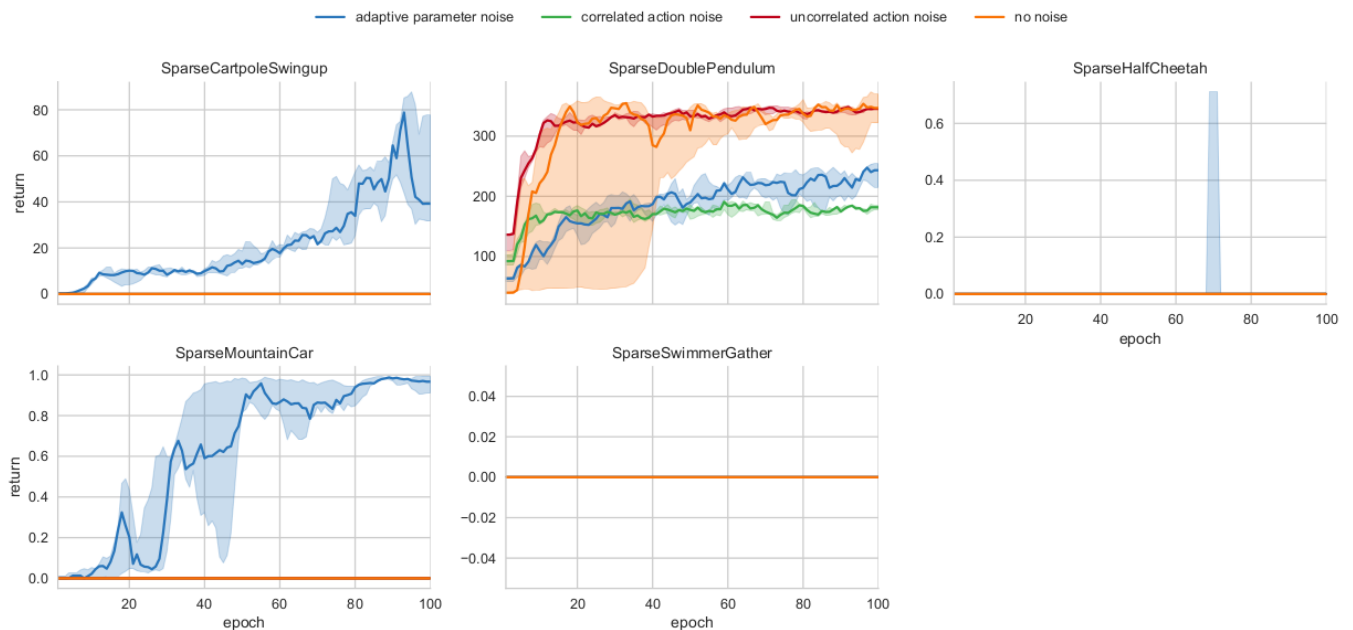 adaptive parameter noise correlated action noise uncorrelated action noise no noise
SparseCartpoleSwingup
80
60
40
20
0
return
SparseDoublePendulum
300
200
100
SparseHalfCheetah
0.6
0.4
0.2
0.0
20 40 60 80 100
epoch
SparseMountainCar
1.0
0.8
0.6
0.4
0.2
0.0
return
20 40 60 80 100
epoch
SparseSwimmerGather
0.04
0.02
0.00
−0.02
−0.04
20 40 60 80 100
epoch